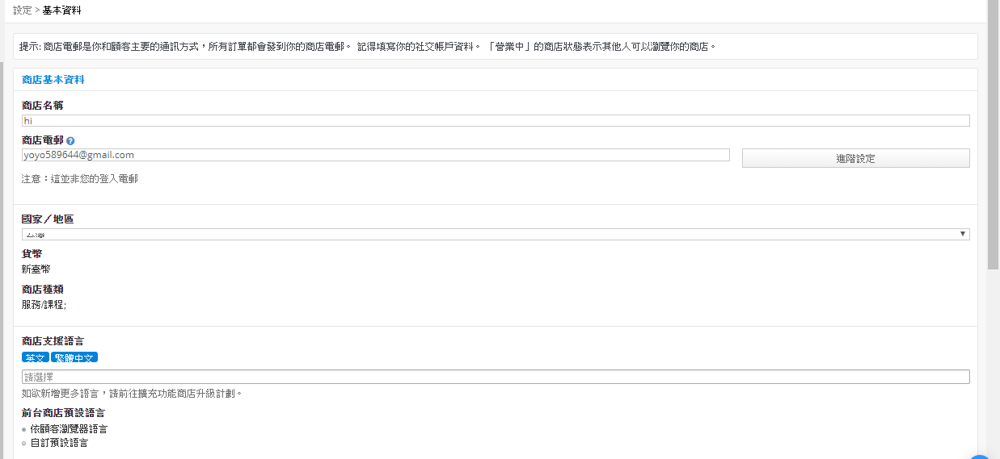 設定 > 基本資料
提示: 商店電郵是你和顧客主要的通訊方式，所有訂單都會發到你的商店電郵。 記得填寫你的社交帳戶資料。 「營業中」的商店狀態表示其他人可以瀏覽你的商店。
商店基本資料
商店名稱
hi
商店電郵 ?
yoyo589644@gmail.com
進階設定
注意：這並非您的登入電郵
國家／地區
台灣
貨幣
新臺幣
商店種類
服務/課程;
商店支援語言
英文 繁體中文
請選擇
如欲新增更多語言，請前往擴充功能商店升級計劃。
前台商店預設語言
依顧客瀏覽器語言
自訂預設語言